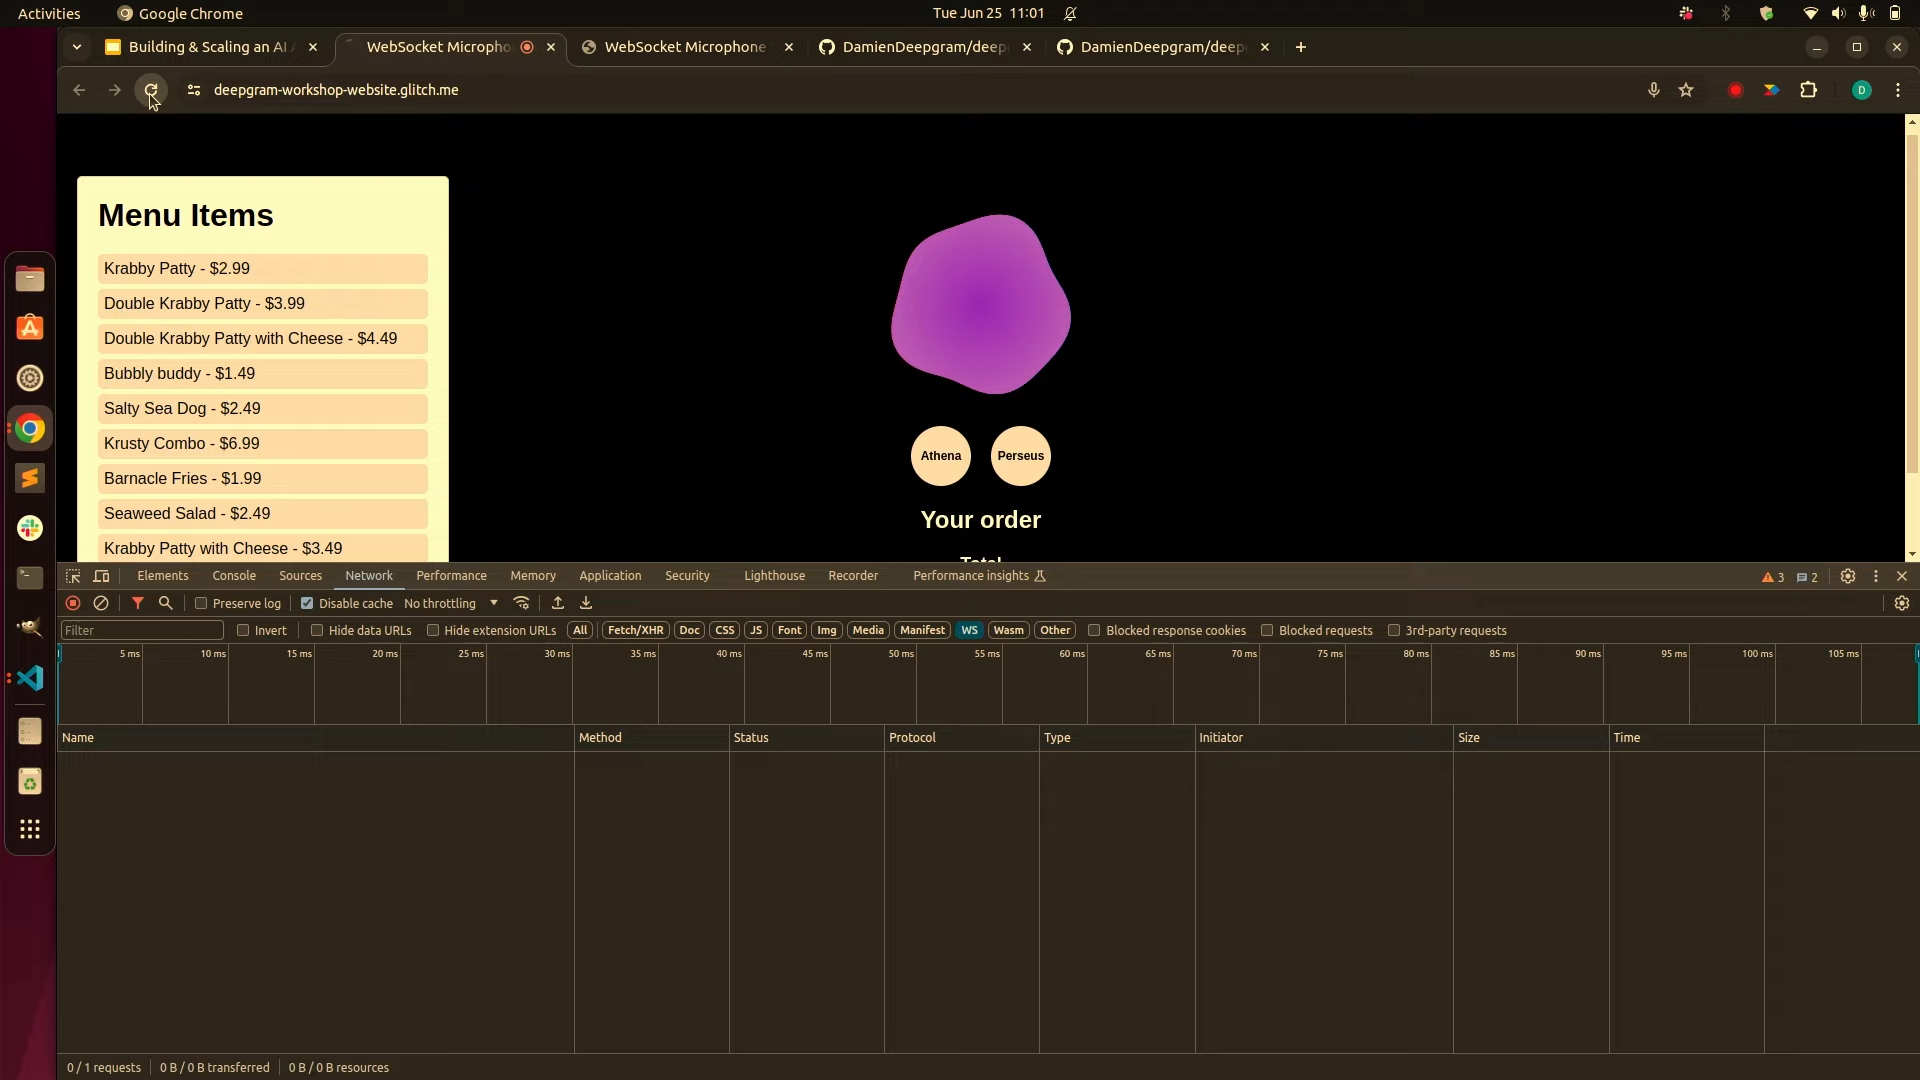 Activities
Google Chrome
Tue Jun 25 11:01
Building & Scaling an AI A
WebSocket Micropho
WebSocket Microphone
DamienDeepgram/deep
DamienDeepgram/deep
deepgram-workshop-website.glitch.me
D
Menu Items
Krabby Patty - $2.99
Double Krabby Patty - $3.99
Double Krabby Patty with Cheese - $4.49
Bubbly buddy - $1.49
Salty Sea Dog - $2.49
Krusty Combo - $6.99
Barnacle Fries - $1.99
Seaweed Salad - $2.49
Krabby Patty with Cheese - $3.49
Athena
Perseus
Your order
Total
Elements
Console
Sources
Network
Performance
Memory
Application
Security
Lighthouse
Recorder
Performance insights
3
2
Preserve log
Disable cache
No throttling
Filter
Invert
Hide data URLs
Hide extension URLs
All
Fetch/XHR
Doc
CSS
JS
Font
Img
Media
Manifest
WS
Wasm
Other
Blocked response cookies
Blocked requests
3rd-party requests
5 ms
10 ms
15 ms
20 ms
25 ms
30 ms
35 ms
40 ms
45 ms
50 ms
55 ms
60 ms
65 ms
70 ms
75 ms
80 ms
85 ms
90 ms
95 ms
100 ms
105 ms
Name
Method
Status
Protocol
Type
Initiator
Size
Time
0 / 1 requests
0 B / 0 B transferred
0 B / 0 B resources